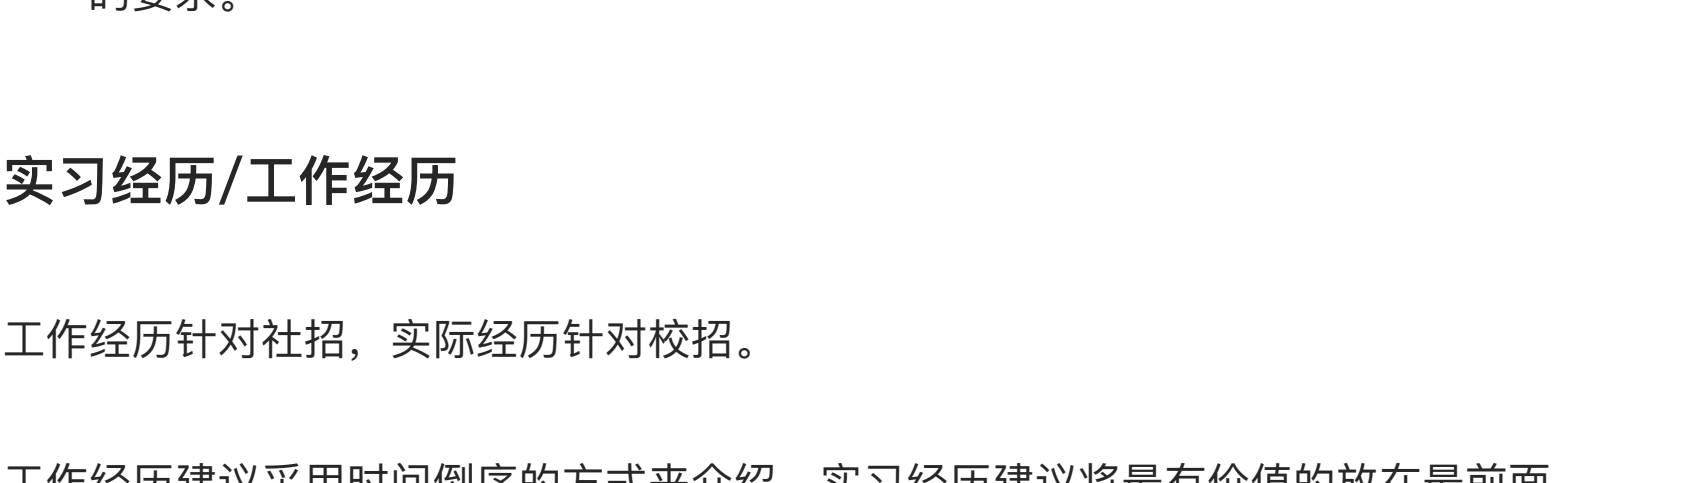 的要求。
实习经历/工作经历
工作经历针对社招，实际经历针对校招。
工作经历建议采用时间倒序的方式来介绍，实习经历建议将最有价值的放在最前面